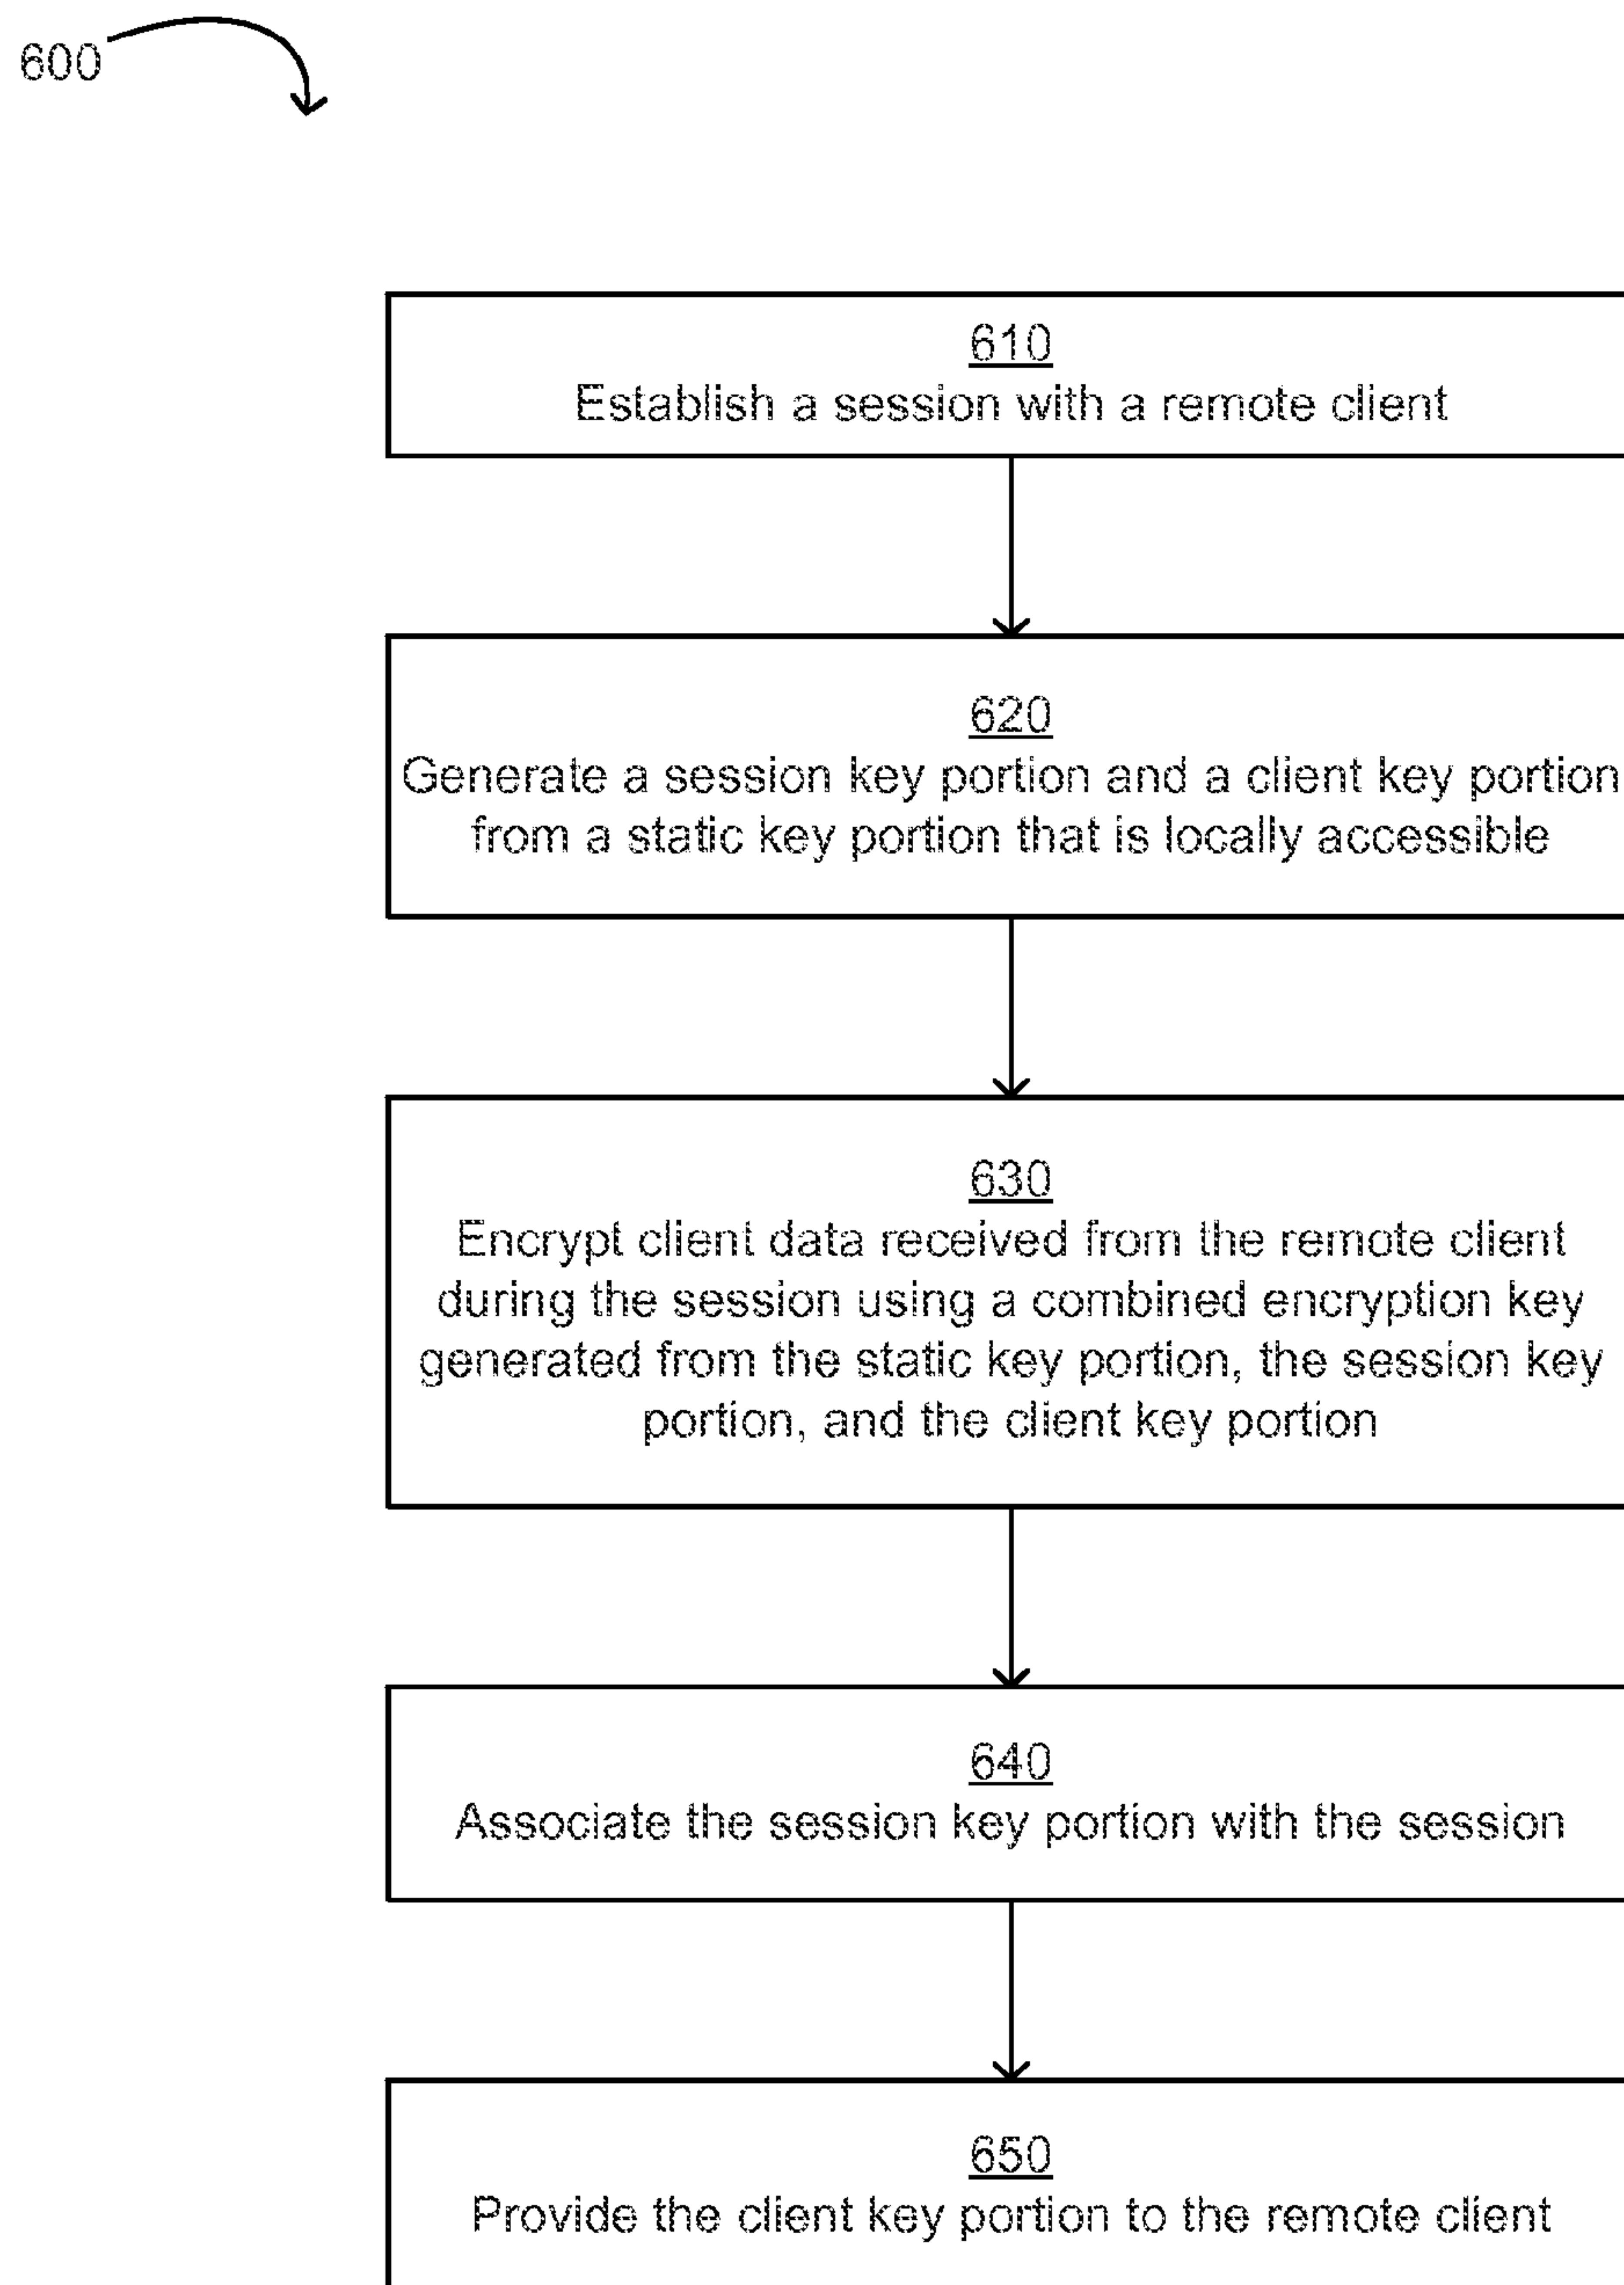 600
610
Establish a session with a remote client
620
Generate a session key portion and a client key portion
from a static key portion that is locally accessible
630
Encrypt client data received from the remote client
during the session using a combined encryption key
generated from the static key portion, the session key
portion, and the client key portion
640
Associate the session key portion with the session
650
Provide the client key portion to the remote client